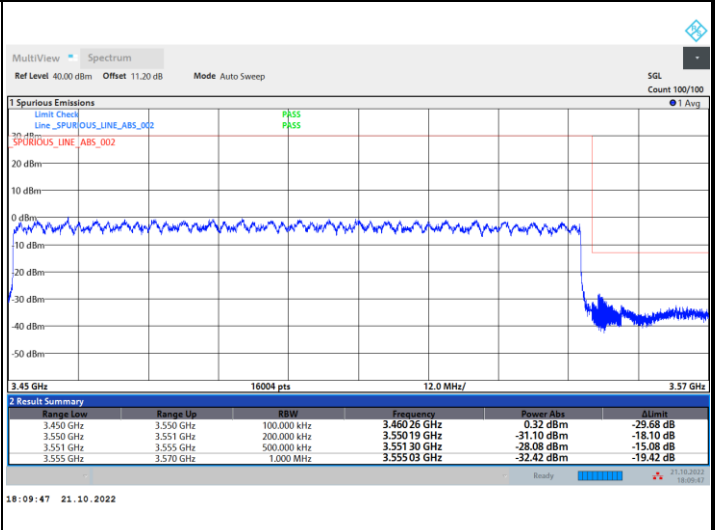 MultiView Spectrum
Ref Level 40.00 dBm Offset 11.20 dB Mode Auto Sweep SGL
Count 100/100
1 Spurious Emissions 1 Avg
Limit Check PASS
Line _SPURIOUS_LINE_ABS_002 PASS
30 dBm
_SPURIOUS_LINE_ABS_002
20 dBm
10 dBm
0 dBm
-10 dBm
-20 dBm
-30 dBm
-40 dBm
-50 dBm
3.45 GHz 16004 pts 12.0 MHz/ 3.57 GHz
2 Result Summary
Range Low Range Up RBW Frequency Power Abs ΔLimit
3.450 GHz 3.550 GHz 100.000 kHz 3.46026 GHz 0.32 dBm -29.68 dB
3.550 GHz 3.551 GHz 200.000 kHz 3.55019 GHz -31.10 dBm -18.10 dB
3.551 GHz 3.555 GHz 500.000 kHz 3.55130 GHz -28.08 dBm -15.08 dB
3.555 GHz 3.570 GHz 1.000 MHz 3.55503 GHz -32.42 dBm -19.42 dB
Ready 21.10.2022
18:09:47
18:09:47 21.10.2022